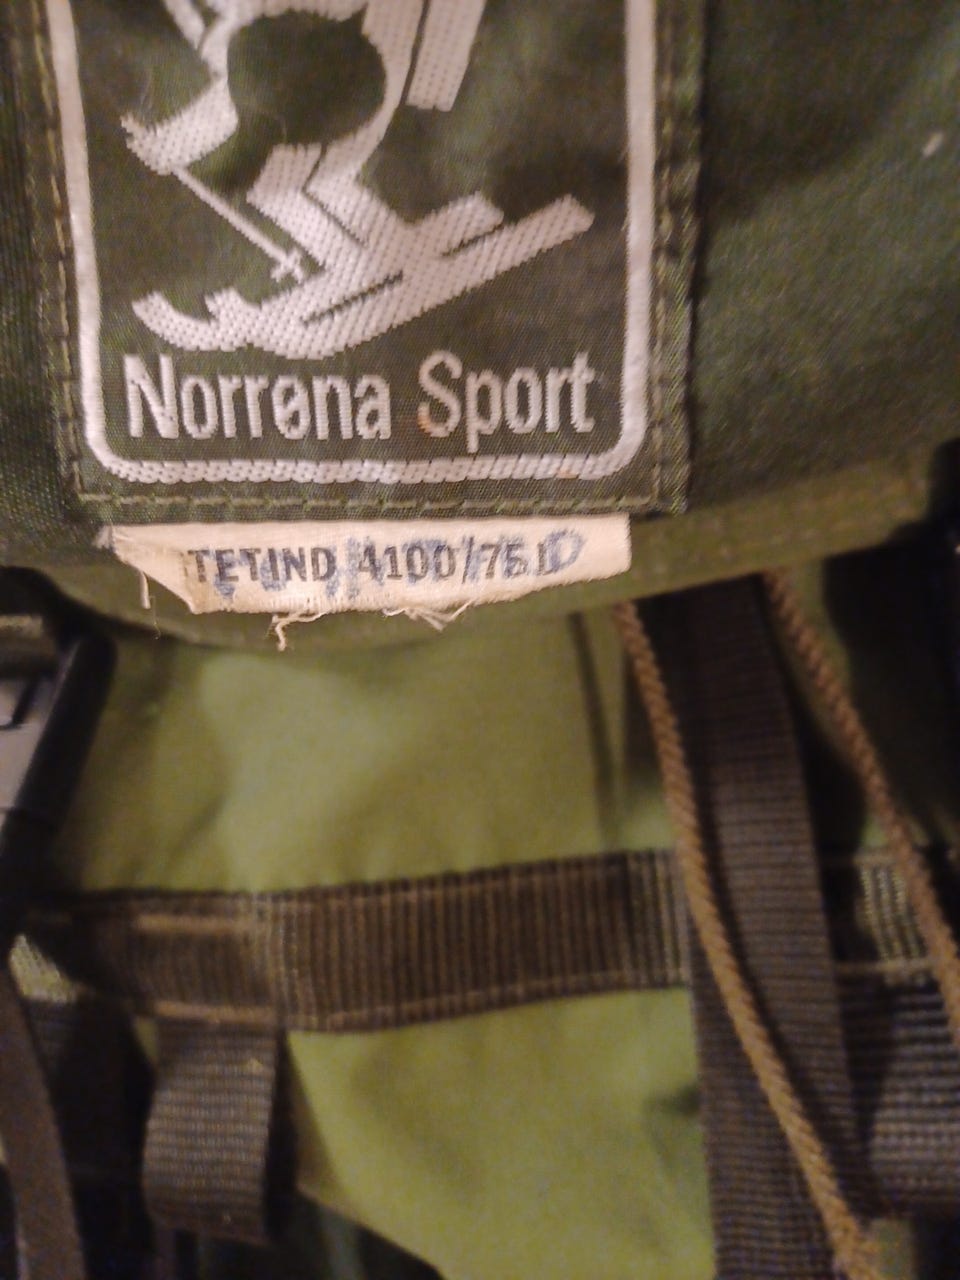 Norrøna Sport
TETIND 4100/75 l